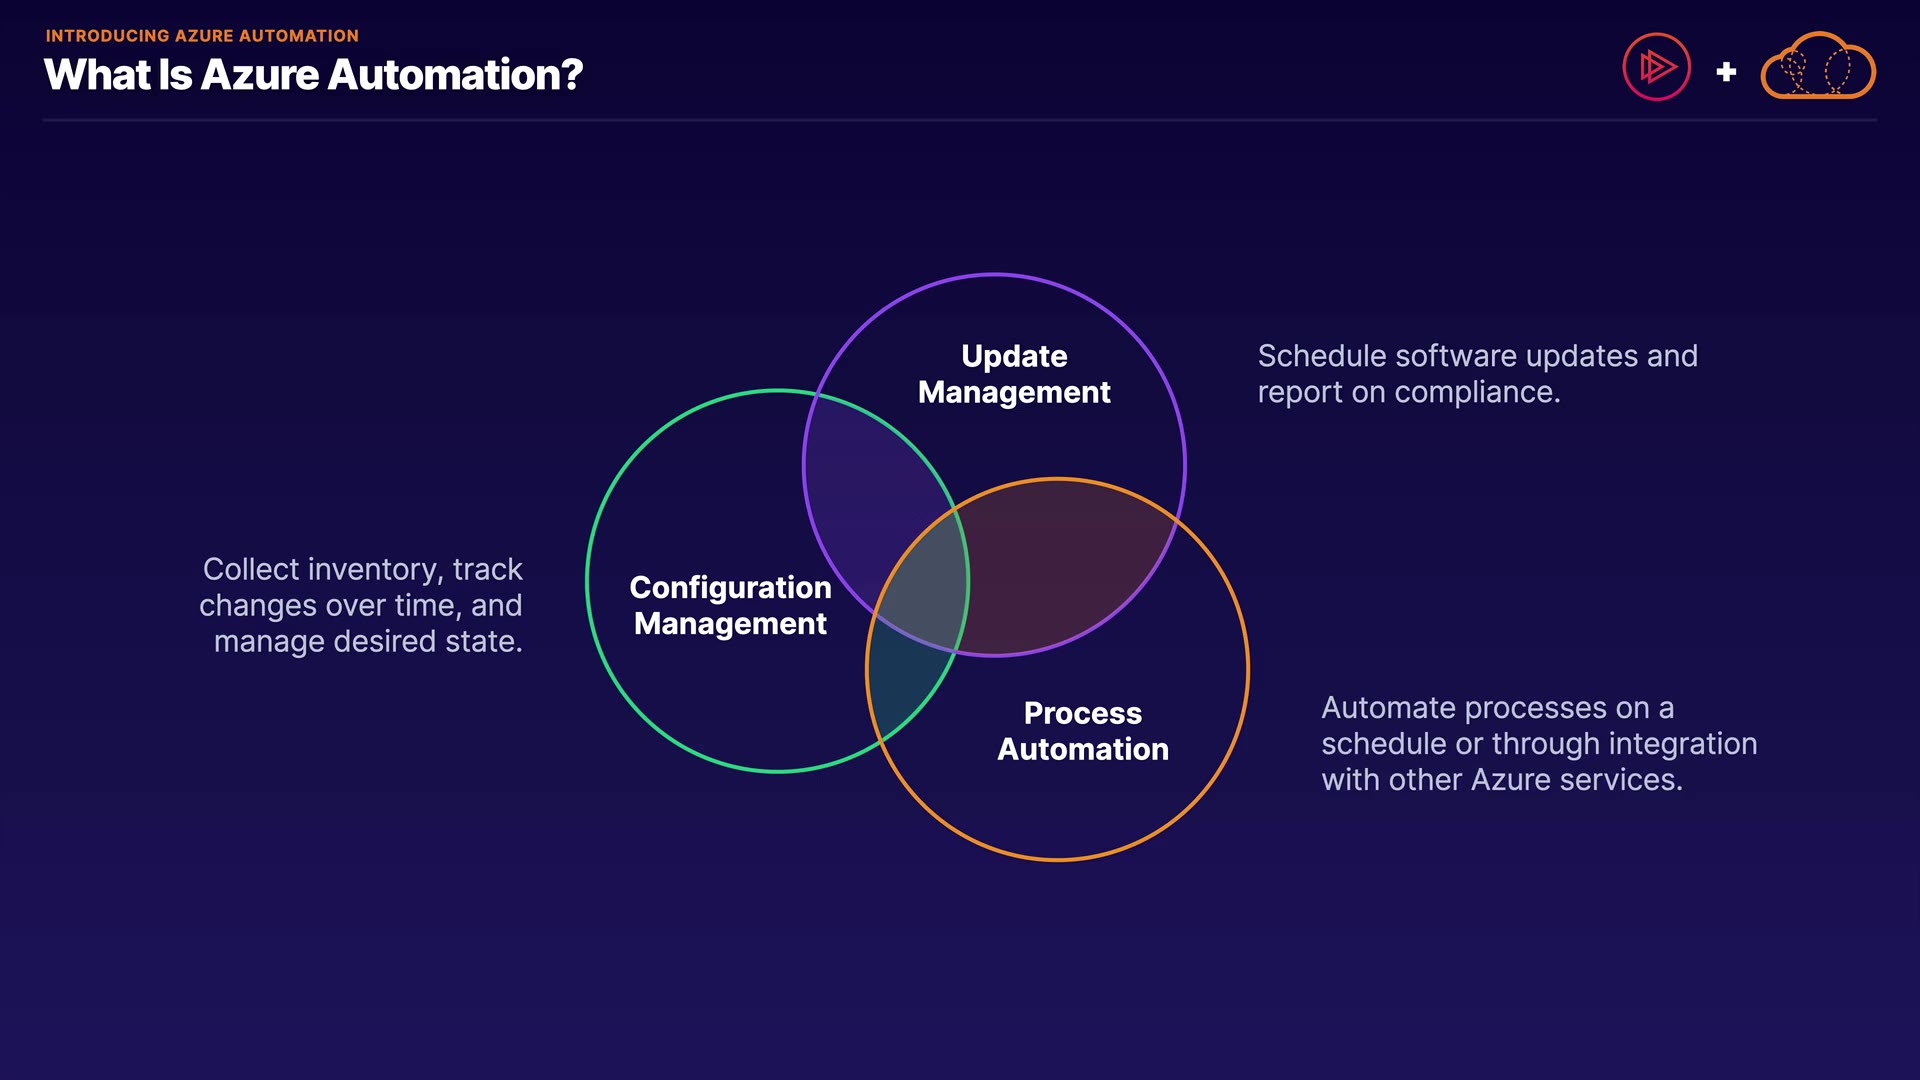 INTRODUCING AZURE AUTOMATION
What Is Azure Automation?
+
Update
Management
Schedule software updates and
report on compliance.
Collect inventory, track
changes over time, and
manage desired state.
Configuration
Management
Process
Automation
Automate processes on a
schedule or through integration
with other Azure services.